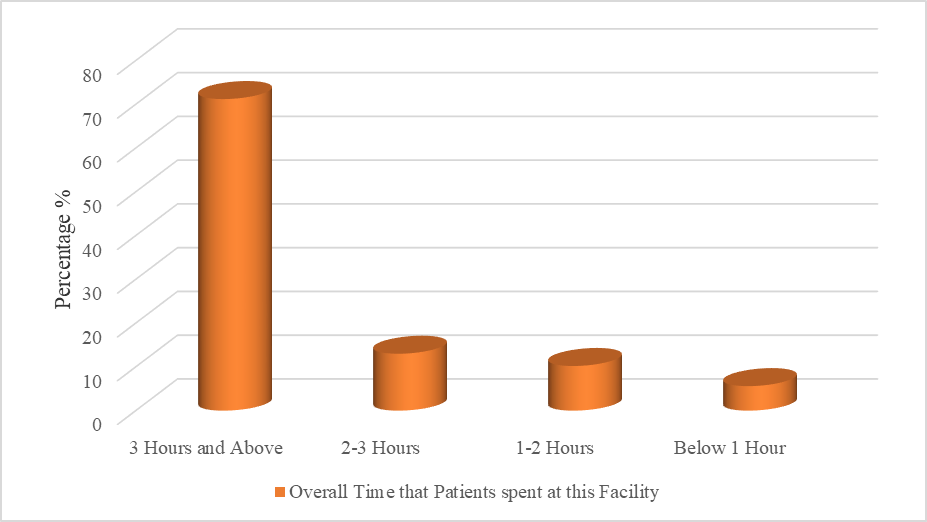 Percentage %
80
70
60
50
40
30
20
10
0
3 Hours and Above
2-3 Hours
1-2 Hours
Below 1 Hour
Overall Time that Patients spent at this Facility